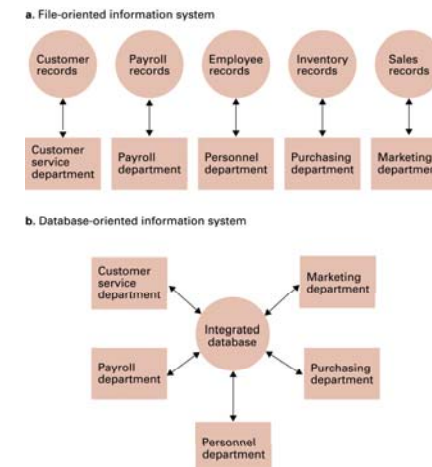 a. File-oriented information system
Customer
records
Payroll
records
Employee
records
Inventory
records
Sales
records
Customer
service
department
Payroll
department
Personnel
department
Purchasing
department
Marketing
departmen
b. Database-oriented information system
Customer
service
department
Marketing
department
Integrated
database
Payroll
department
Purchasing
department
Personnel
department